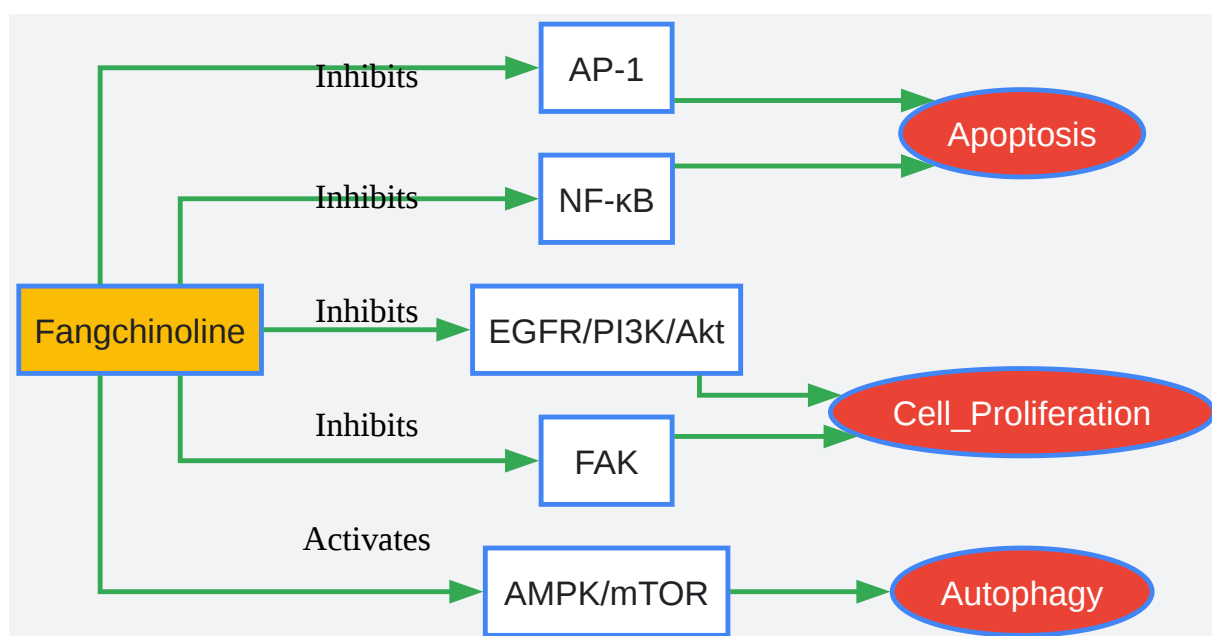 Inhibits
AP-1
Apoptosis
Inhibits
NF-κB
Fangchinoline
Inhibits
EGFR/PI3K/Akt
Cell_Proliferation
Inhibits
FAK
Activates
AMPK/mTOR
Autophagy